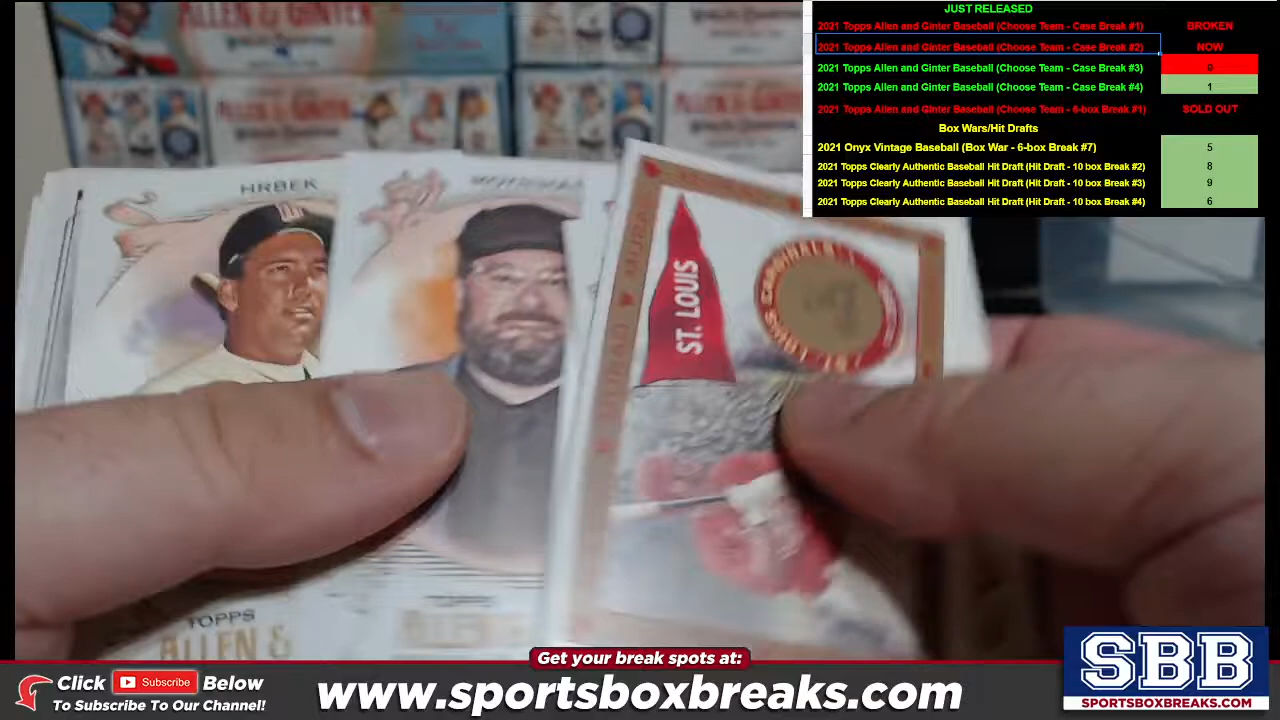 JUST RELEASED
2021 Topps Allen and Ginter Baseball (Choose Team - Case Break #1) BROKEN
2021 Topps Allen and Ginter Baseball (Choose Team - Case Break #2) NOW
2021 Topps Allen and Ginter Baseball (Choose Team - Case Break #3) 0
2021 Topps Allen and Ginter Baseball (Choose Team - Case Break #4) 1
2021 Topps Allen and Ginter Baseball (Choose Team - 6-box Break #1) SOLD OUT
Box Wars/Hit Drafts
2021 Onyx Vintage Baseball (Box War - 6-box Break #7) 5
2021 Topps Clearly Authentic Baseball Hit Draft (Hit Draft - 10 box Break #2) 8
2021 Topps Clearly Authentic Baseball Hit Draft (Hit Draft - 10 box Break #3) 9
2021 Topps Clearly Authentic Baseball Hit Draft (Hit Draft - 10 box Break #4) 6
HRBEK
ST. LOUIS
ST. LOUIS CARDINALS
TOPPS
ALLEN &
TOPPS
Get your break spots at:
Click Subscribe Below
To Subscribe To Our Channel!
www.sportsboxbreaks.com
SBB
SPORTSBOXBREAKS.COM